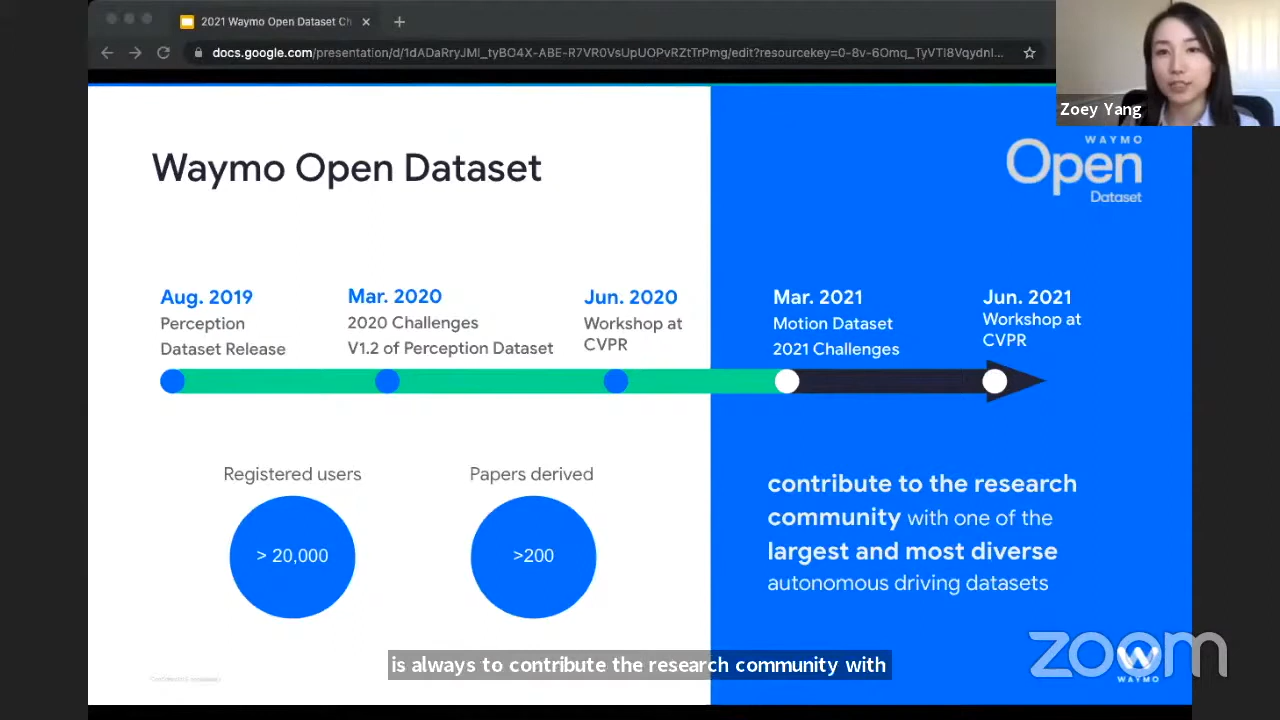 2021 Waymo Open Dataset Ch
docs.google.com/presentation/d/1dADaRryJMl_tyBO4X-ABE-R7VR0VsUpUOPvRZtTrPmg/edit?resourcekey=0-8v-6Omq_TyVTl8Vqydnl...
Zoey Yang
WAYMO
Open
Dataset
Waymo Open Dataset
Aug. 2019
Perception
Dataset Release
Mar. 2020
2020 Challenges
V1.2 of Perception Dataset
Jun. 2020
Workshop at
CVPR
Mar. 2021
Motion Dataset
2021 Challenges
Jun. 2021
Workshop at
CVPR
Registered users
> 20,000
Papers derived
>200
contribute to the research
community with one of the
largest and most diverse
autonomous driving datasets
is always to contribute the research community with
zoom
WAYMO